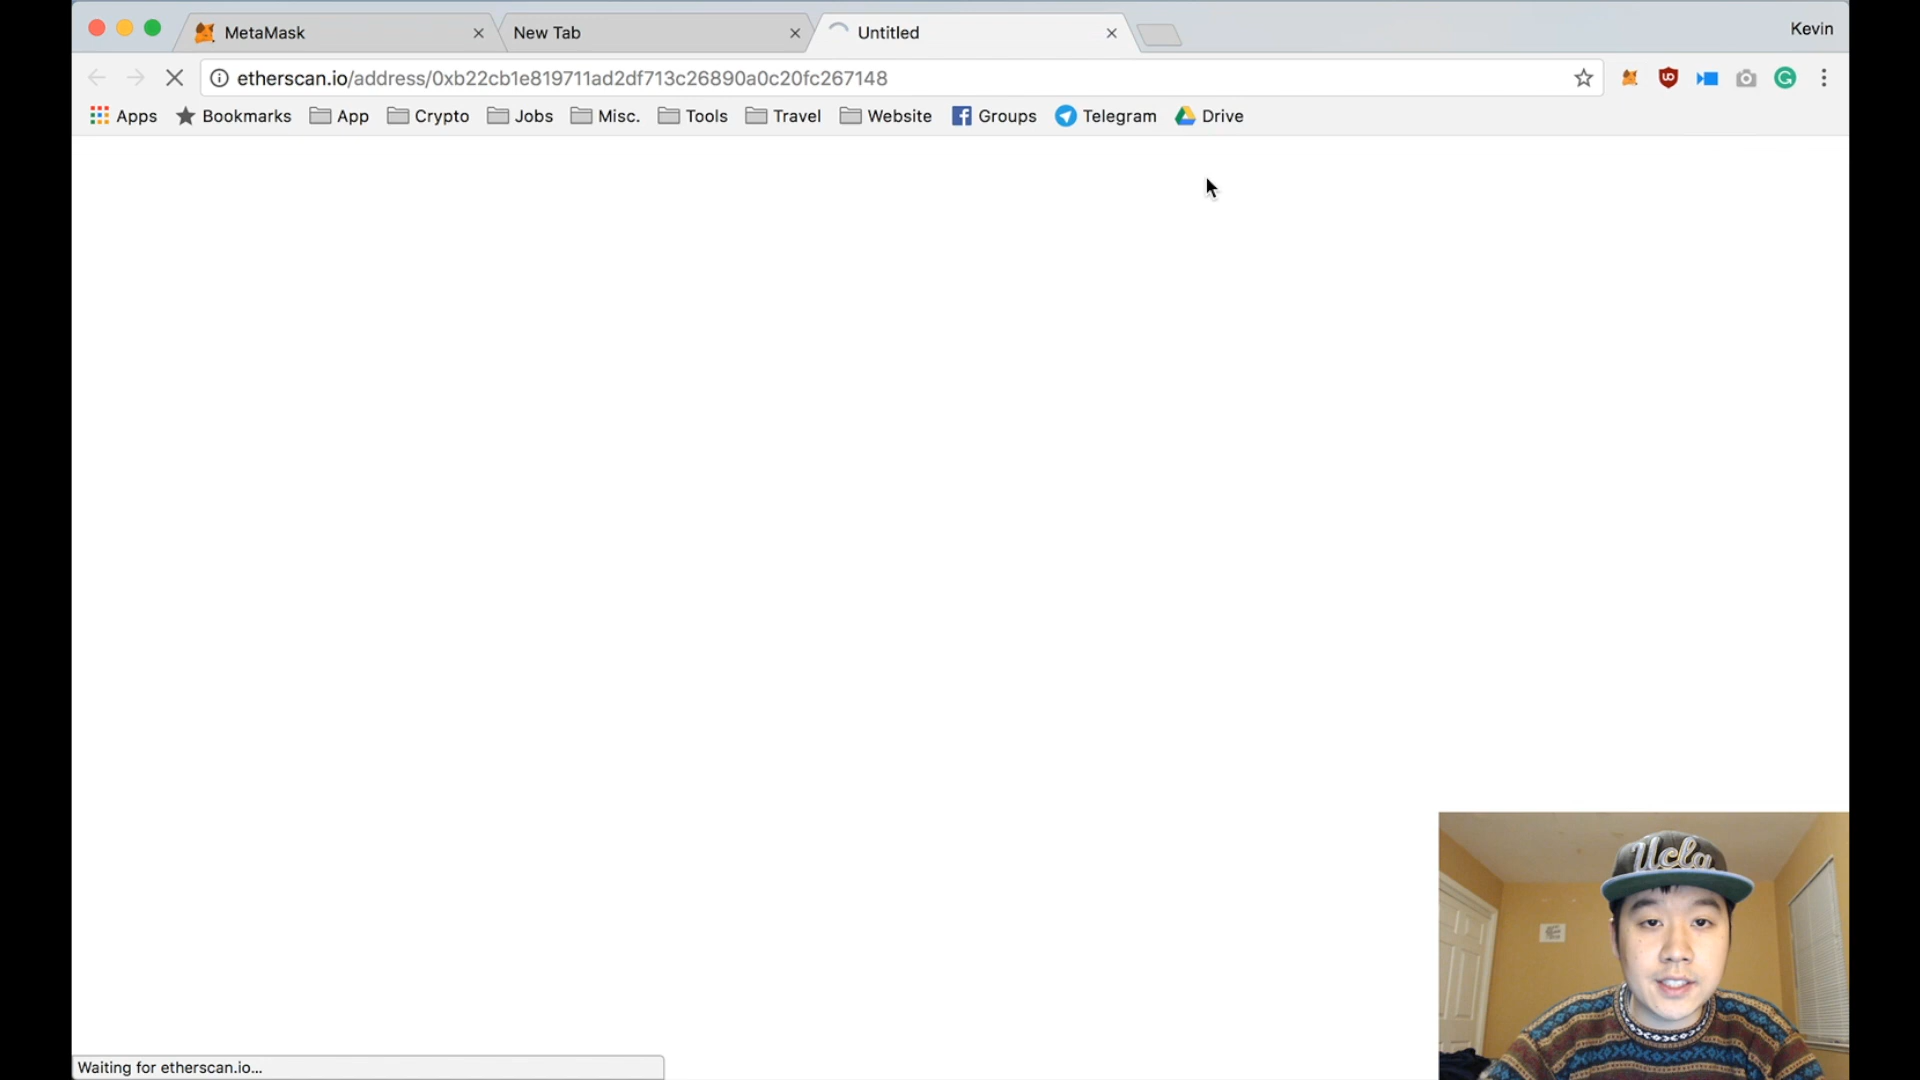 MetaMask
New Tab
Untitled
Kevin
etherscan.io/address/0xb22cb1e819711ad2df713c26890a0c20fc267148
Apps Bookmarks App Crypto Jobs Misc. Tools Travel Website Groups Telegram Drive
Ucla
Waiting for etherscan.io...